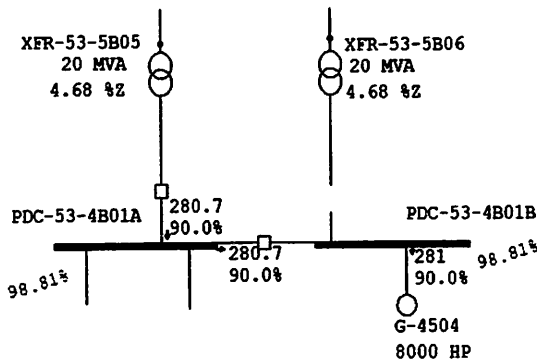 XFR-53-5B05
20 MVA
4.68 %Z
XFR-53-5B06
20 MVA
4.68 %Z
PDC-53-4B01A
280.7
90.0%
PDC-53-4B01B
98.81%
280.7
90.0%
281
90.0%
98.81%
G-4504
8000 HP